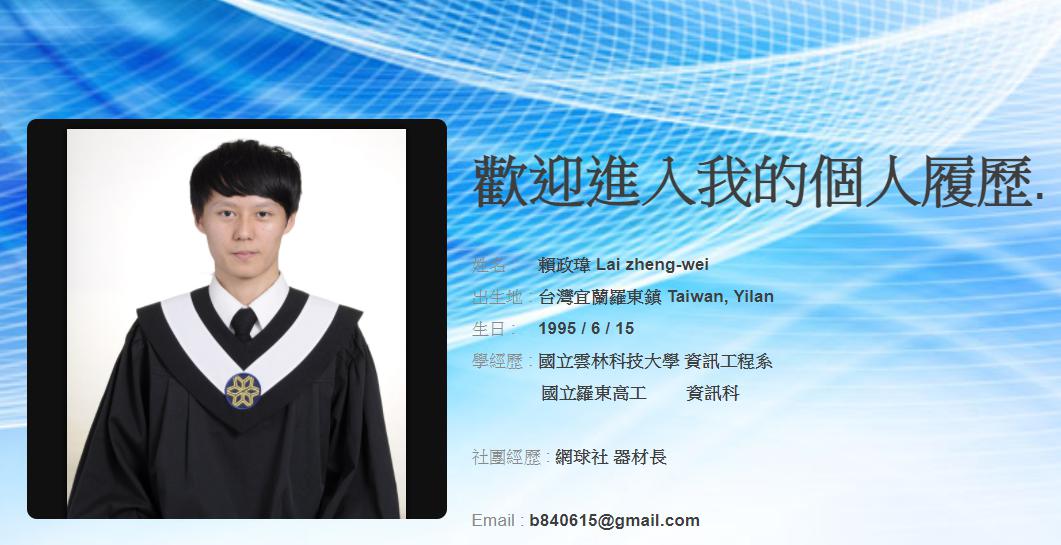 歡迎進入我的個人履歷.
姓名 : 賴政瑋 Lai zheng-wei
出生地 : 台灣宜蘭羅東鎮 Taiwan, Yilan
生日 : 1995 / 6 / 15
學經歷 : 國立雲林科技大學 資訊工程系
國立羅東高工 資訊科
社團經歷 : 網球社 器材長
Email : b840615@gmail.com